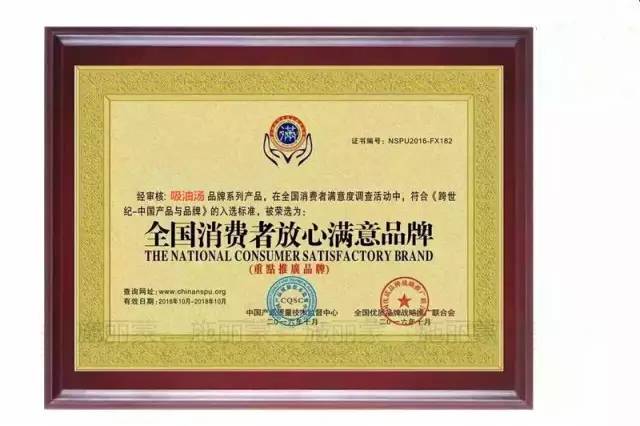 满
证书编号：NSPU2016-FX182
经审核：吸油汤 品牌系列产品，在全国消费者满意度调查活动中，符合《跨世
纪-中国产品与品牌》的入选标准，被荣选为：
全国消费者放心满意品牌
THE NATIONAL CONSUMER SATISFACTORY BRAND
(重點推廣品牌)
查询网址：www.chinanspu.org
有效日期：2016年10月-2018年10月
CQSC
中国产品质量技术监督中心
全国优质品牌战略推广联合会
二〇一六年十月
二〇一六年十月